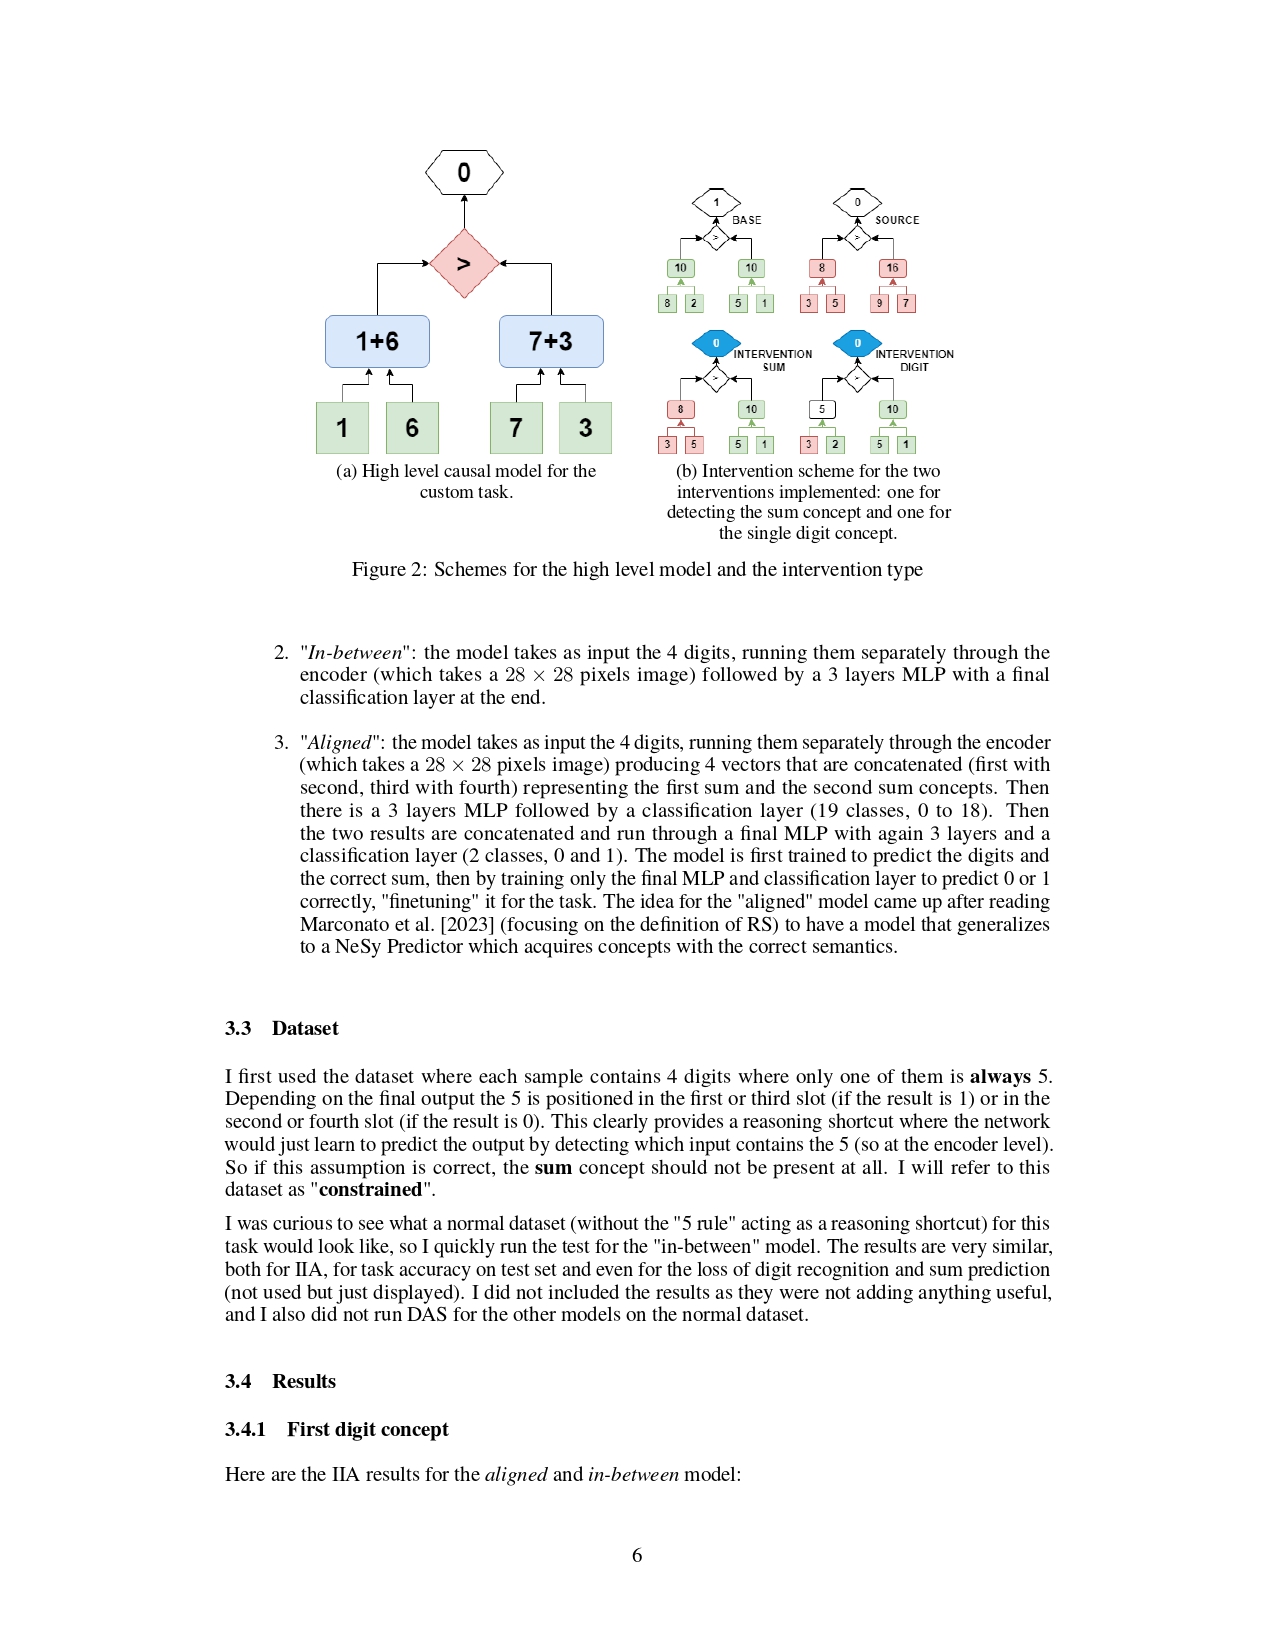 0
>
1+6
7+3
1
6
7
3
(a) High level causal model for the
custom task.
1
BASE
>
10
10
8
2
5
1
0
SOURCE
>
8
16
3
5
9
7
0
INTERVENTION
SUM
>
8
10
3
5
5
1
0
INTERVENTION
DIGIT
>
5
10
3
2
5
1
(b) Intervention scheme for the two
interventions implemented: one for
detecting the sum concept and one for
the single digit concept.
Figure 2: Schemes for the high level model and the intervention type
2. "In-between": the model takes as input the 4 digits, running them separately through the
encoder (which takes a 28 × 28 pixels image) followed by a 3 layers MLP with a final
classification layer at the end.
3. "Aligned": the model takes as input the 4 digits, running them separately through the encoder
(which takes a 28 × 28 pixels image) producing 4 vectors that are concatenated (first with
second, third with fourth) representing the first sum and the second sum concepts. Then
there is a 3 layers MLP followed by a classification layer (19 classes, 0 to 18). Then
the two results are concatenated and run through a final MLP with again 3 layers and a
classification layer (2 classes, 0 and 1). The model is first trained to predict the digits and
the correct sum, then by training only the final MLP and classification layer to predict 0 or 1
correctly, "finetuning" it for the task. The idea for the "aligned" model came up after reading
Marconato et al. [2023] (focusing on the definition of RS) to have a model that generalizes
to a NeSy Predictor which acquires concepts with the correct semantics.
3.3 Dataset
I first used the dataset where each sample contains 4 digits where only one of them is always 5.
Depending on the final output the 5 is positioned in the first or third slot (if the result is 1) or in the
second or fourth slot (if the result is 0). This clearly provides a reasoning shortcut where the network
would just learn to predict the output by detecting which input contains the 5 (so at the encoder level).
So if this assumption is correct, the sum concept should not be present at all. I will refer to this
dataset as "constrained".
I was curious to see what a normal dataset (without the "5 rule" acting as a reasoning shortcut) for this
task would look like, so I quickly run the test for the "in-between" model. The results are very similar,
both for IIA, for task accuracy on test set and even for the loss of digit recognition and sum prediction
(not used but just displayed). I did not included the results as they were not adding anything useful,
and I also did not run DAS for the other models on the normal dataset.
3.4 Results
3.4.1 First digit concept
Here are the IIA results for the aligned and in-between model:
6